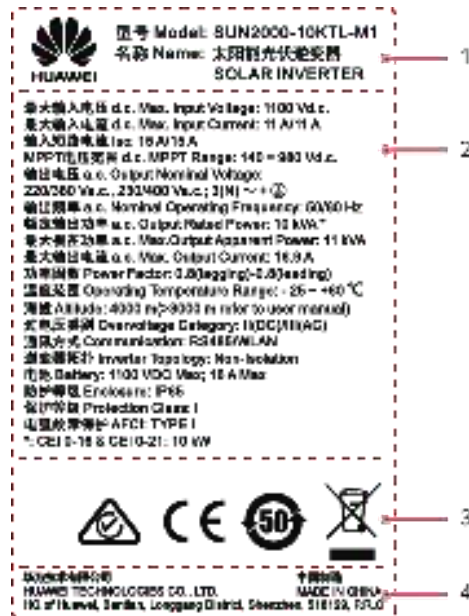 型号 Model: SUN2000-10KTL-M1
名称 Name: 太阳能光伏逆变器
SOLAR INVERTER
HUAWEI
1
最大输入电压 d.c. Max. Input Voltage: 1100 Vd.c.
最大输入电流 d.c. Max. Input Current: 11 A/11 A
输入短路电流 Isc: 15 A/15 A
MPPT电压范围 d.c. MPPT Range: 140 – 980 Vd.c.
输出电压 a.c. Output Nominal Voltage:
220/380 Va.c., 230/400 Va.c.; 3(N) ~ +
输出频率 a.c. Nominal Operating Frequency: 50/60 Hz
额定输出功率 a.c. Output Rated Power: 10 kVA*
最大视在功率 a.c. Max.Output Apparent Power: 11 kVA
最大输出电流 a.c. Max. Output Current: 16.9 A
功率因数 Power Factor: 0.8(lagging)-0.8(leading)
温度范围 Operating Temperature Range: - 25 – +60 ℃
海拔 Altitude: 4000 m(>3000 m refer to user manual)
过电压类别 Overvoltage Category: II(DC)/III(AC)
通讯方式 Communication: RS485/WLAN
逆变器拓扑 Inverter Topology: Non-Isolation
电池 Battery: 1100 VDC Max; 18 A Max
防护等级 Enclosure: IP65
保护等级 Protection Class: I
电弧故障保护 AFCI: TYPE I
*: CEI 0-16 & CEI 0-21: 10 kW
2
CE
50
3
华为技术有限公司 中国制造
HUAWEI TECHNOLOGIES CO., LTD. MADE IN CHINA
HQ of Huawei, Bantian, Longgang District, Shenzhen, 518129, P.R.C
4